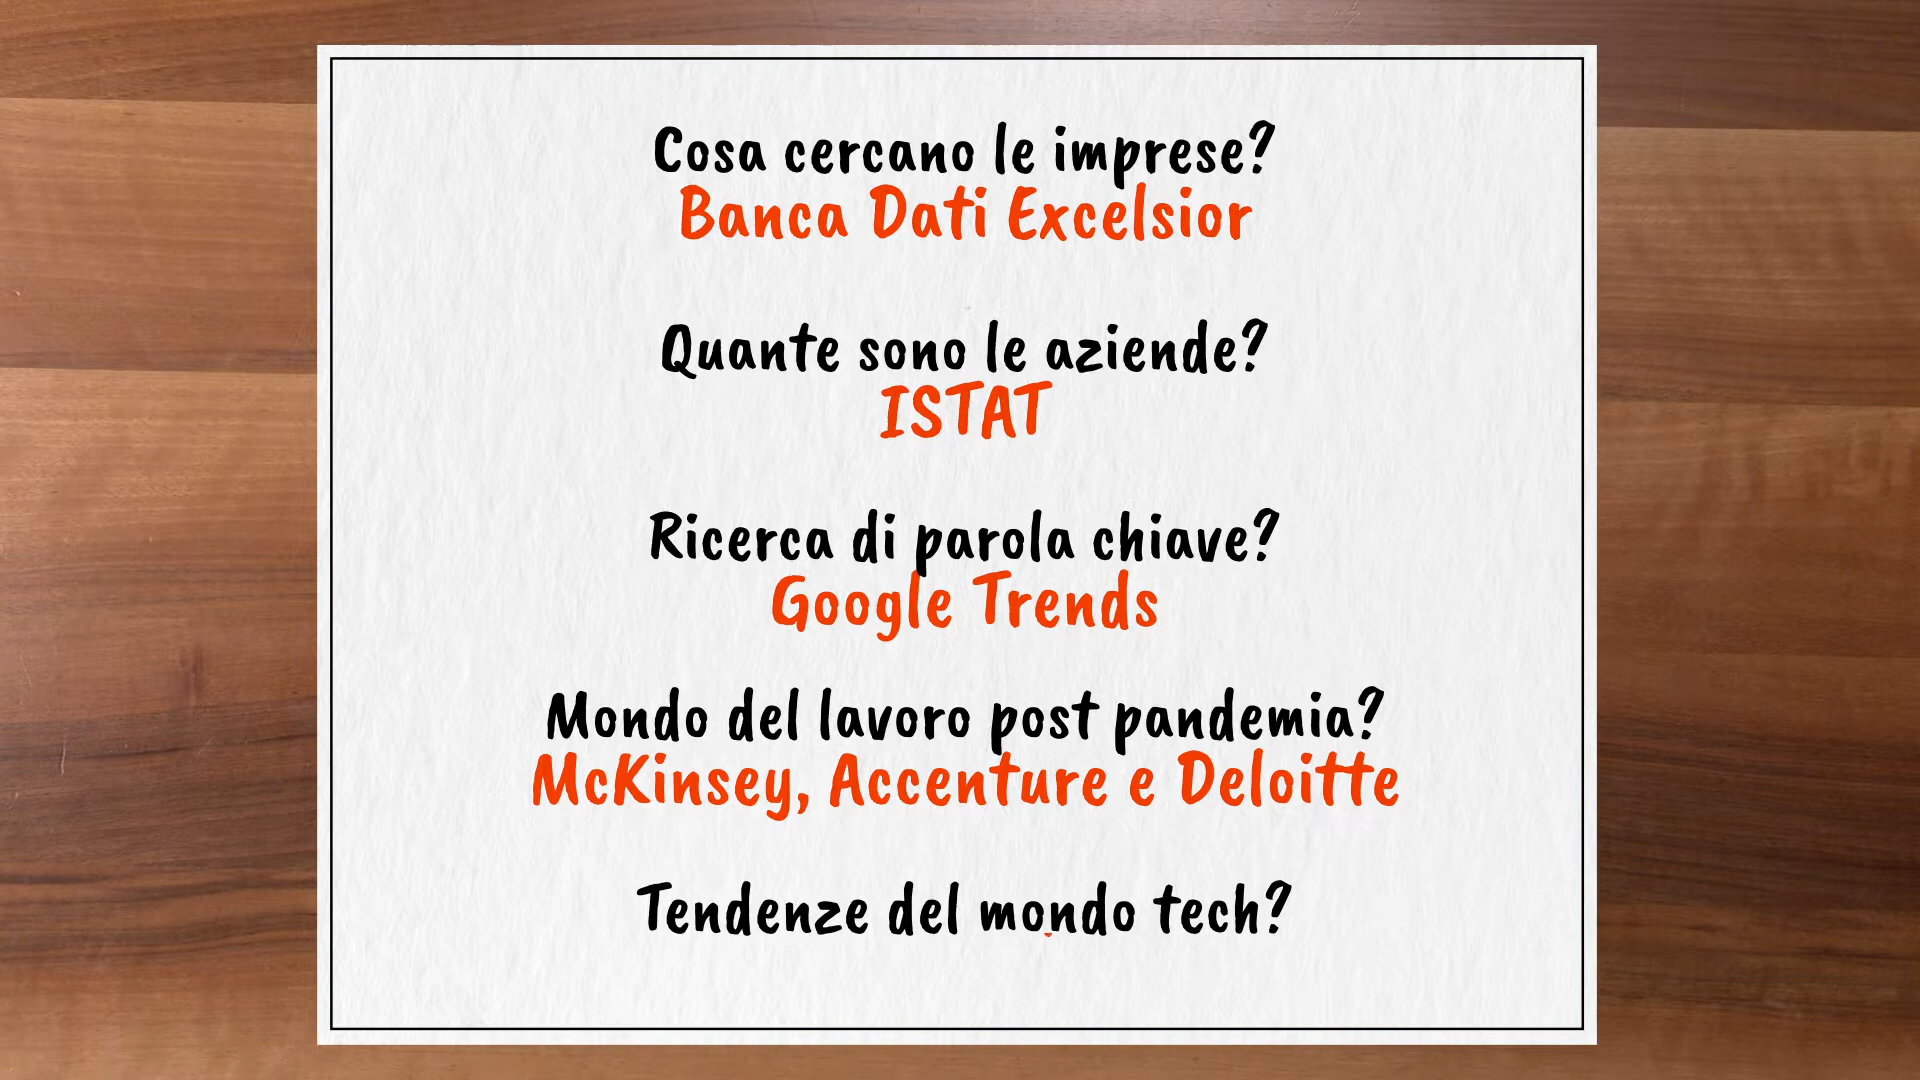 Cosa cercano le imprese?
Banca Dati Excelsior
Quante sono le aziende?
ISTAT
Ricerca di parola chiave?
Google Trends
Mondo del lavoro post pandemia?
McKinsey, Accenture e Deloitte
Tendenze del mondo tech?